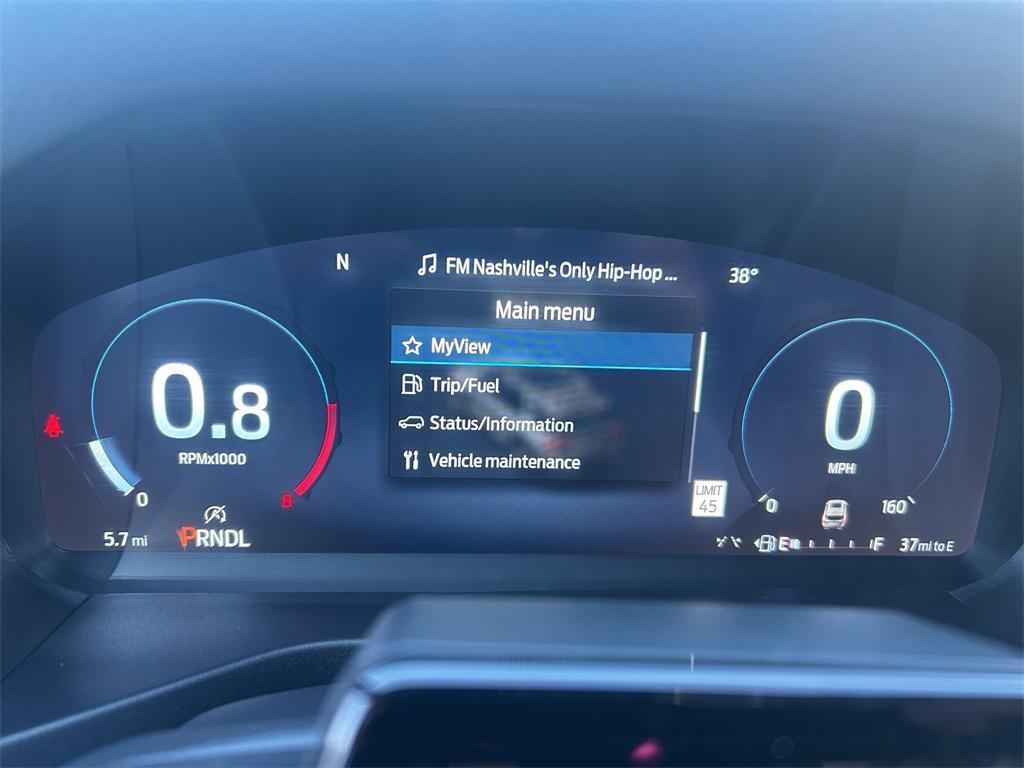 N
FM Nashville's Only Hip-Hop ...
38°
Main menu
MyView
Trip/Fuel
Status/Information
Vehicle maintenance
0.8
RPMx1000
0
8
5.7 mi
PRNDL
LIMIT
45
0
MPH
0
160
E
F
37 mi to E